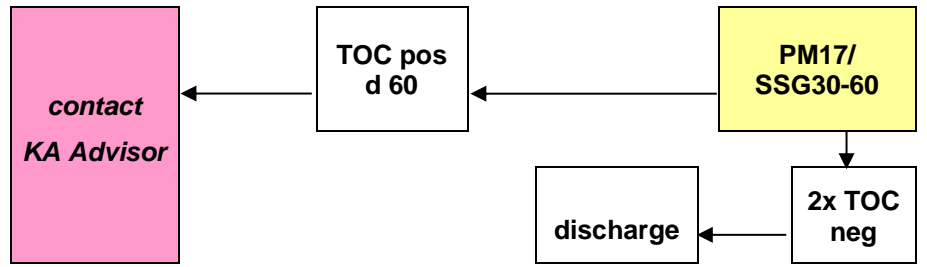 contact
KA Advisor
TOC pos
d 60
PM17/
SSG30-60
discharge
2x TOC
neg